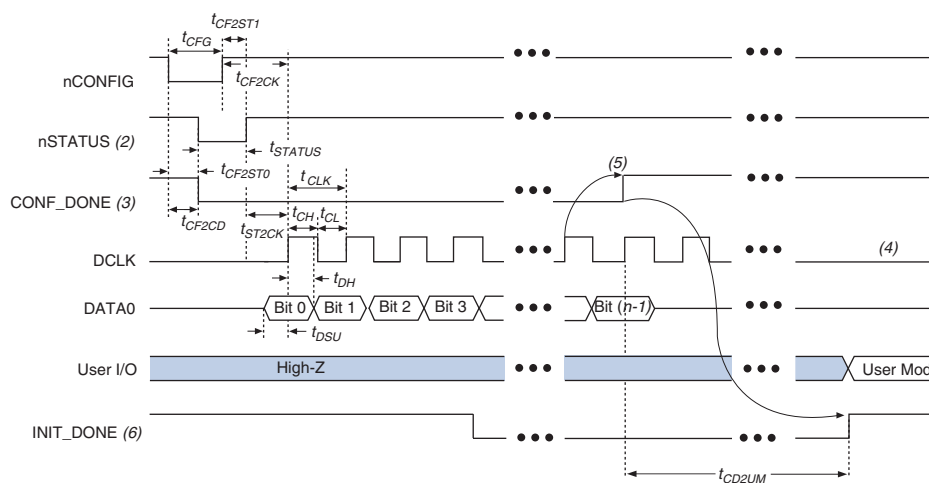 tCF2ST1
tCFG
nCONFIG
tCF2CK
nSTATUS (2)
tSTATUS
tCF2ST0
tCLK
(5)
CONF_DONE (3)
tCF2CD
tST2CK
tCH
tCL
DCLK
(4)
tDH
DATA0
Bit 0
Bit 1
Bit 2
Bit 3
Bit (n-1)
tDSU
User I/O
High-Z
User Mod
INIT_DONE (6)
tCD2UM